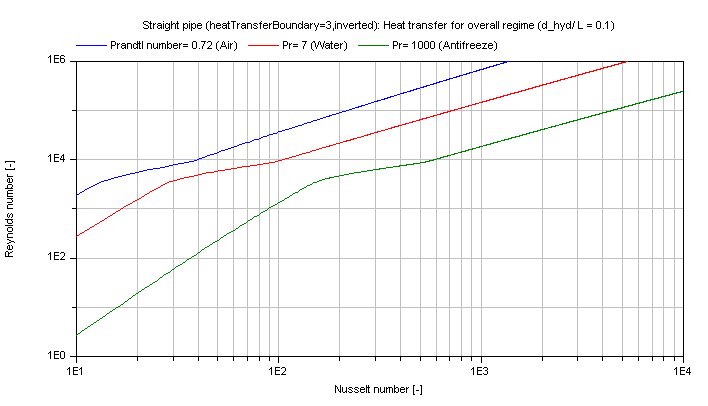 Straight pipe (heatTransferBoundary=3,inverted): Heat transfer for overall regime (d_hyd/ L = 0.1)
Prandtl number= 0.72 (Air) Pr= 7 (Water) Pr= 1000 (Antifreeze)
1E6
1E4
1E2
1E0
Reynolds number [-]
1E1 1E2 1E3 1E4
Nusselt number [-]